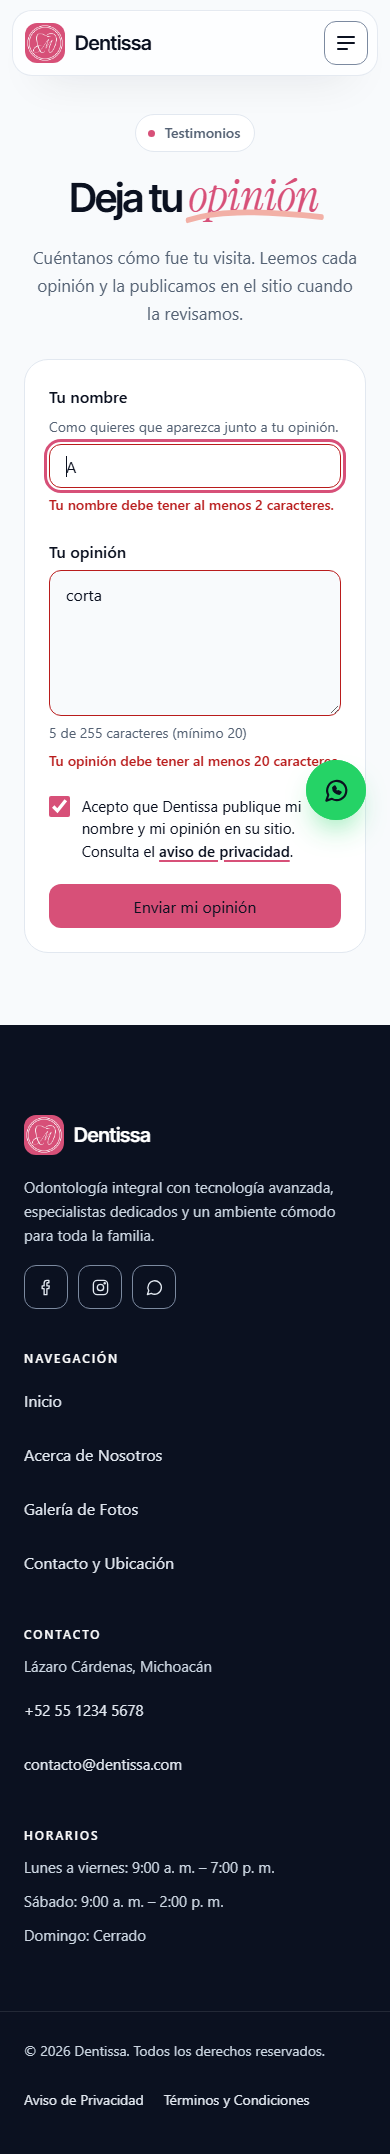 Dentissa
Testimonios
Deja tu opinión
Cuéntanos cómo fue tu visita. Leemos cada
opinión y la publicamos en el sitio cuando
la revisamos.
Tu nombre
Como quieres que aparezca junto a tu opinión.
A
Tu nombre debe tener al menos 2 caracteres.
Tu opinión
corta
5 de 255 caracteres (mínimo 20)
Tu opinión debe tener al menos 20 caracteres.
Acepto que Dentissa publique mi
nombre y mi opinión en su sitio.
Consulta el aviso de privacidad.
Enviar mi opinión
Dentissa
Odontología integral con tecnología avanzada,
especialistas dedicados y un ambiente cómodo
para toda la familia.
NAVEGACIÓN
Inicio
Acerca de Nosotros
Galería de Fotos
Contacto y Ubicación
CONTACTO
Lázaro Cárdenas, Michoacán
+52 55 1234 5678
contacto@dentissa.com
HORARIOS
Lunes a viernes: 9:00 a. m. – 7:00 p. m.
Sábado: 9:00 a. m. – 2:00 p. m.
Domingo: Cerrado
© 2026 Dentissa. Todos los derechos reservados.
Aviso de Privacidad Términos y Condiciones